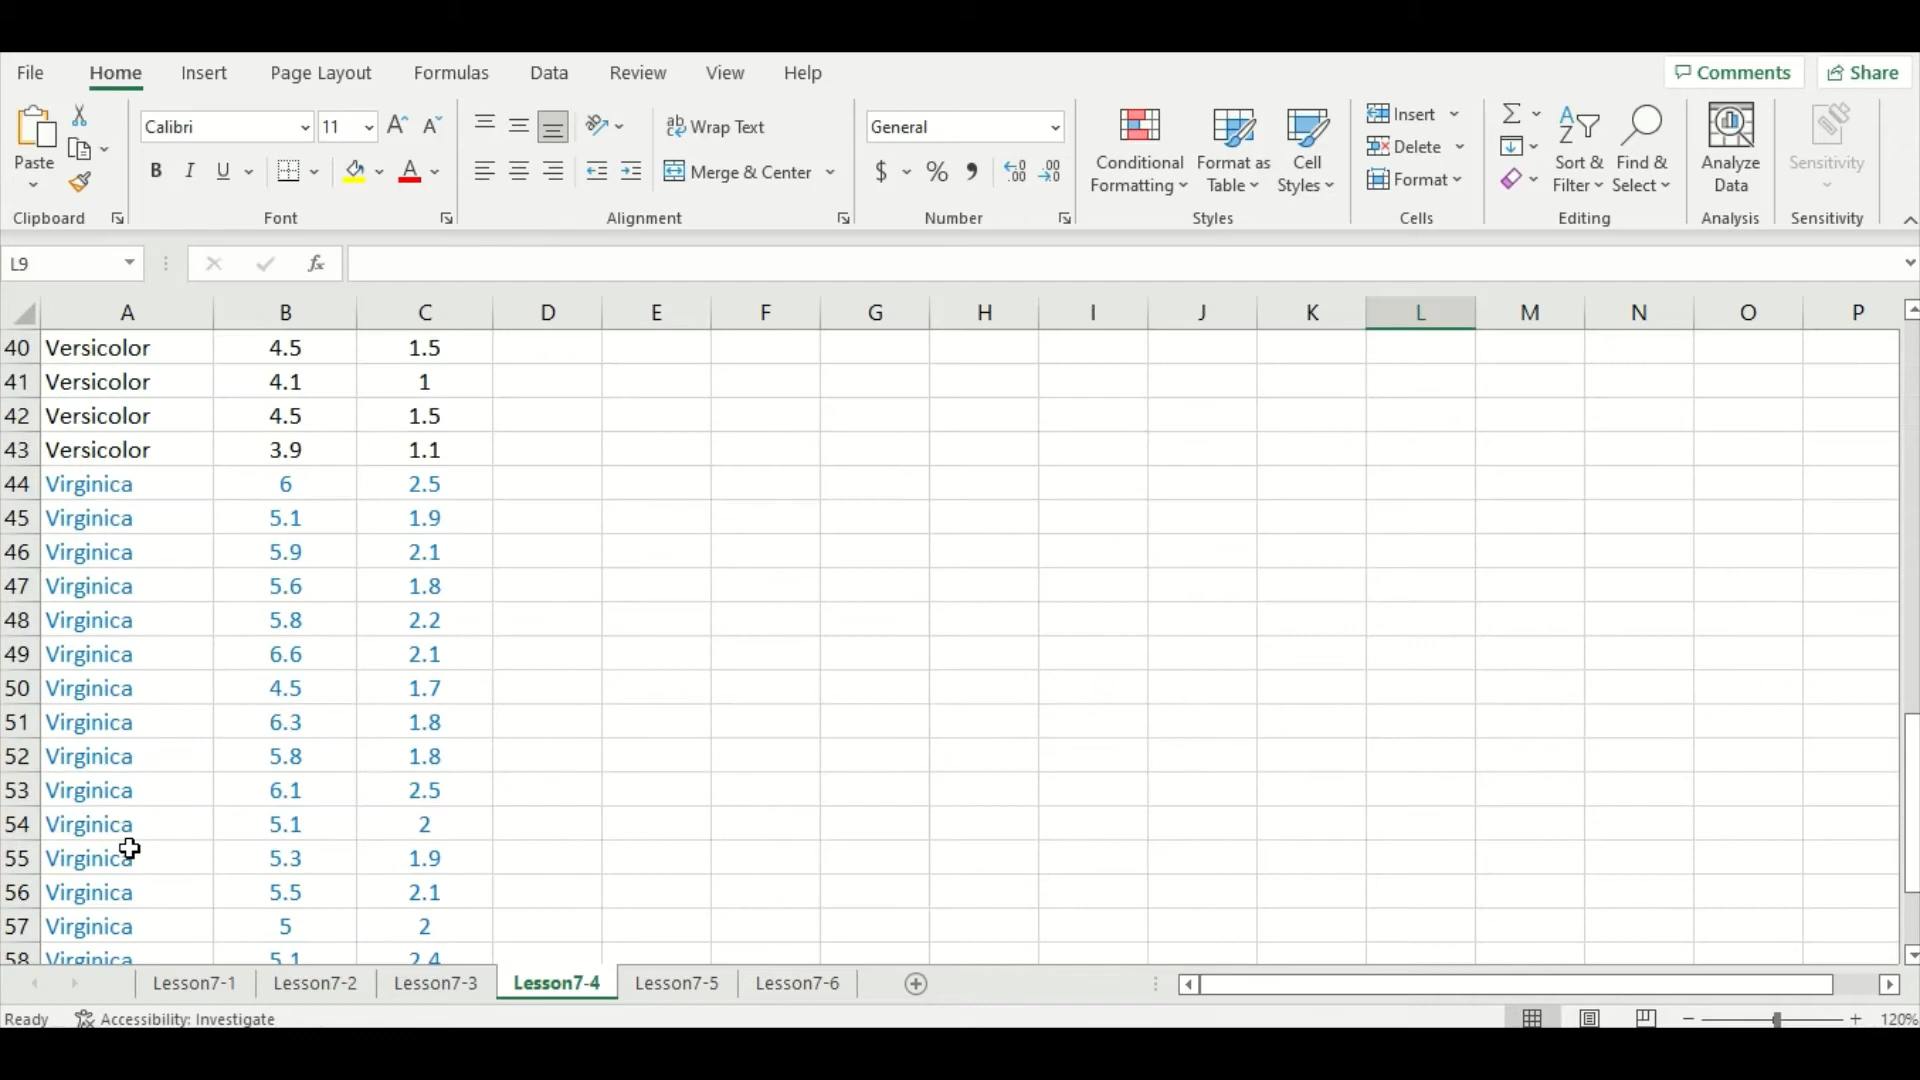 File Home Insert Page Layout Formulas Data Review View Help Comments Share
Calibri 11 Wrap Text General Insert
Paste Conditional Formatting Format as Table Cell Styles Delete Sort & Filter Find & Select Analyze Data Sensitivity
B I U A Merge & Center $ % Format
Clipboard Font Alignment Number Styles Cells Editing Analysis Sensitivity
L9 fx
A B C D E F G H I J K L M N O P
40 Versicolor 4.5 1.5
41 Versicolor 4.1 1
42 Versicolor 4.5 1.5
43 Versicolor 3.9 1.1
44 Virginica 6 2.5
45 Virginica 5.1 1.9
46 Virginica 5.9 2.1
47 Virginica 5.6 1.8
48 Virginica 5.8 2.2
49 Virginica 6.6 2.1
50 Virginica 4.5 1.7
51 Virginica 6.3 1.8
52 Virginica 5.8 1.8
53 Virginica 6.1 2.5
54 Virginica 5.1 2
55 Virginica 5.3 1.9
56 Virginica 5.5 2.1
57 Virginica 5 2
58 Virginica 5.1 2.4
Lesson7-1 Lesson7-2 Lesson7-3 Lesson7-4 Lesson7-5 Lesson7-6
Ready Accessibility: Investigate 120%